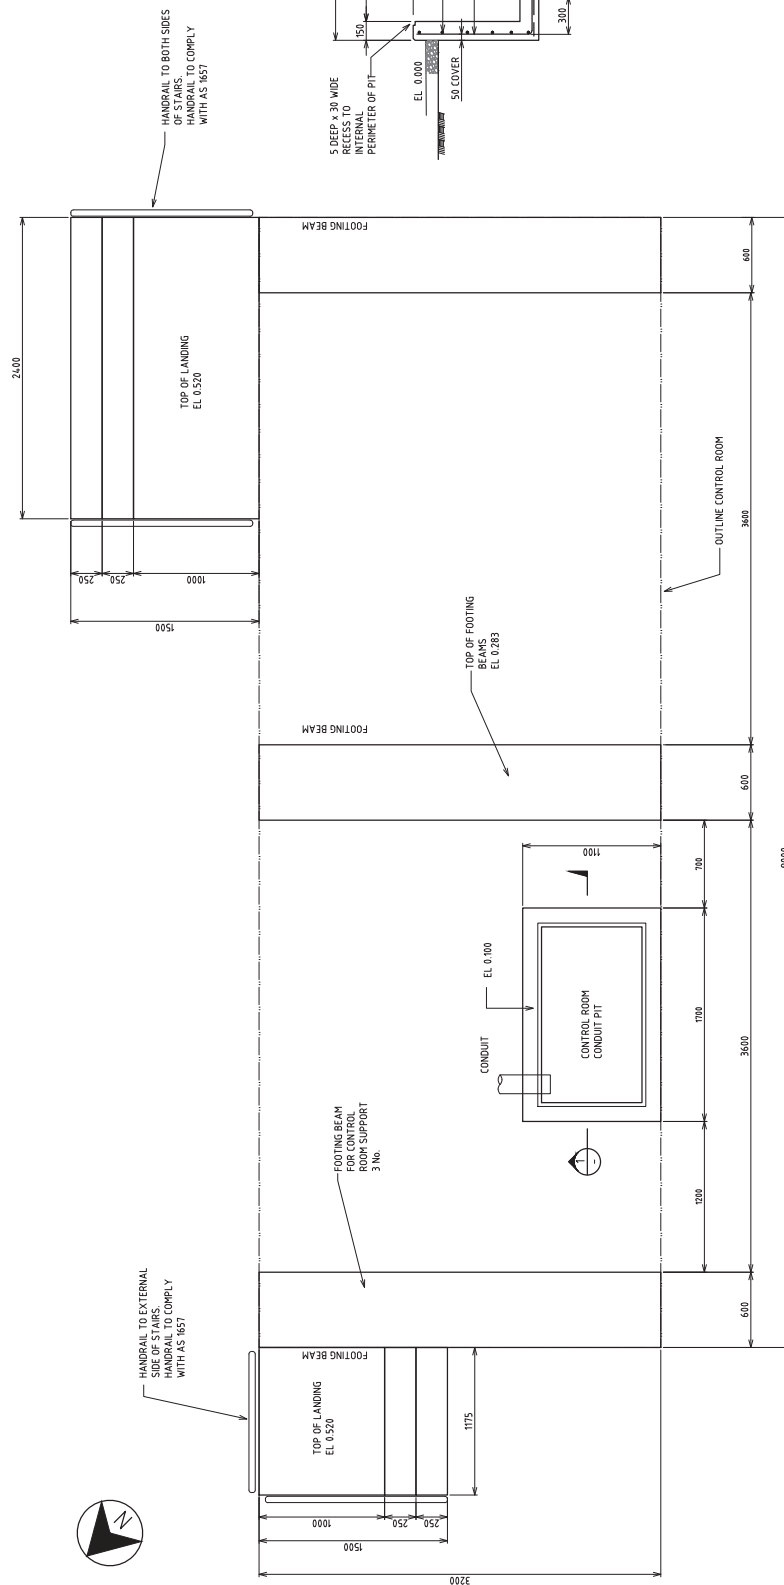 HANDRAIL TO BOTH SIDES
OF STAIRS.
HANDRAIL TO COMPLY
WITH AS 1657
5 DEEP x 30 WIDE
RECESS TO
INTERNAL
PERIMETER OF PIT
150
EL 0.000
50 COVER
300
2400
TOP OF LANDING
EL 0.520
250
250
1000
1500
FOOTING BEAM
600
3600
OUTLINE CONTROL ROOM
TOP OF FOOTING
BEAMS
EL 0.283
FOOTING BEAM
600
1100
700
EL 0.100
CONDUIT
CONTROL ROOM
CONDUIT PIT
1700
3600
1
-
1200
FOOTING BEAM
FOR CONTROL
ROOM SUPPORT
3 No.
600
FOOTING BEAM
HANDRAIL TO EXTERNAL
SIDE OF STAIRS.
HANDRAIL TO COMPLY
WITH AS 1657
TOP OF LANDING
EL 0.520
1175
1000
250
250
1500
3200
N